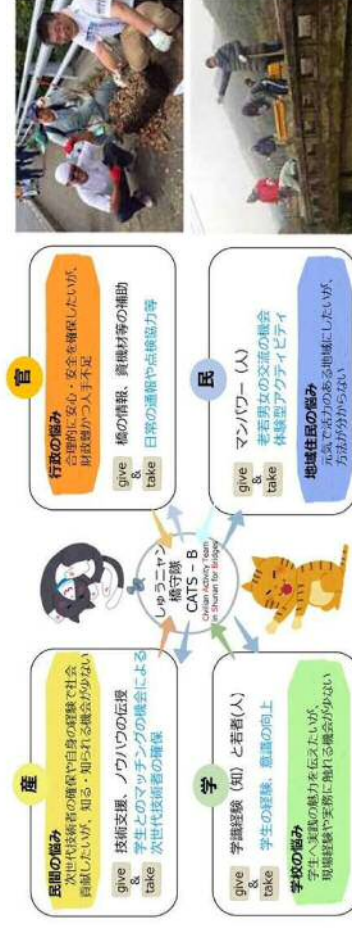 産
民間の悩み
次世代技術者の確保や自身の経験で社会
貢献したいが、知る・知られる機会が少ない
give
&
take
技術支援、ノウハウの伝授
学生とのマッチングの機会による
次世代技術者の確保
官
行政の悩み
合理的に安心・安全を確保したいが、
財政難かつ人手不足
give
&
take
橋の情報、資機材等の補助
日常の通報や点検協力等
しゅうニャン
橋守隊
CATS – B
Civilian Activity Team
in Shunan for Bridges
学
give
&
take
学識経験（知）と若者(人)
学生の経験、意識の向上
学校の悩み
学生へ実践の魅力を伝えたいが、
現場経験や実務に触れる機会が少ない
民
give
&
take
マンパワー（人）
老若男女の交流の機会
体験型アクティビティ
地域住民の悩み
元気で活力のある地域にしたいが、
方法が分からない